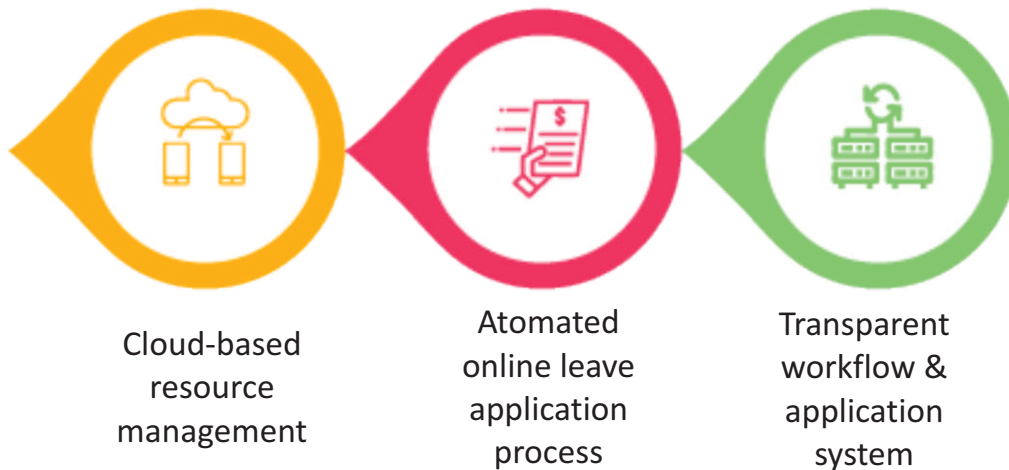 Cloud-based
resource
management
Atomated
online leave
application
process
Transparent
workflow &
application
system
$